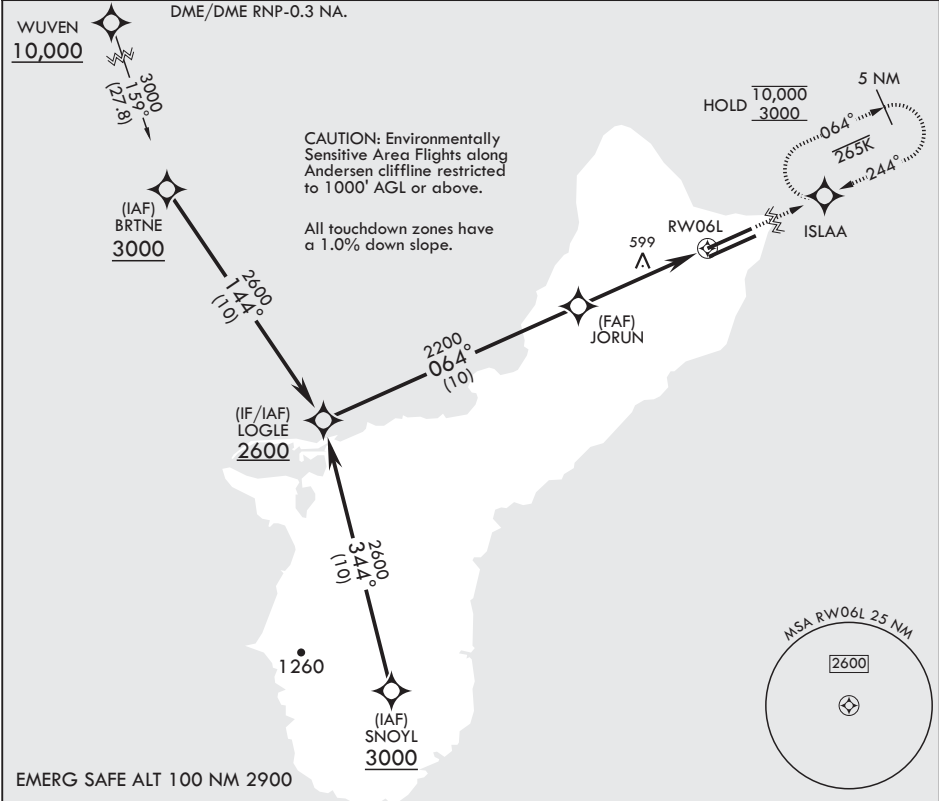 WUVEN
10,000
DME/DME RNP-0.3 NA.
3000
159°
(27.8)
5 NM
HOLD 10,000
3000
064°
265K
244°
CAUTION: Environmentally
Sensitive Area Flights along
Andersen cliffline restricted
to 1000' AGL or above.
All touchdown zones have
a 1.0% down slope.
(IAF)
BRTNE
3000
RW06L
ISLAA
599
2600
144°
(10)
(FAF)
JORUN
2200
064°
(10)
(IF/IAF)
LOGLE
2600
2600
344°
(10)
1260
(IAF)
SNOYL
3000
MSA RW06L 25 NM
2600
EMERG SAFE ALT 100 NM 2900